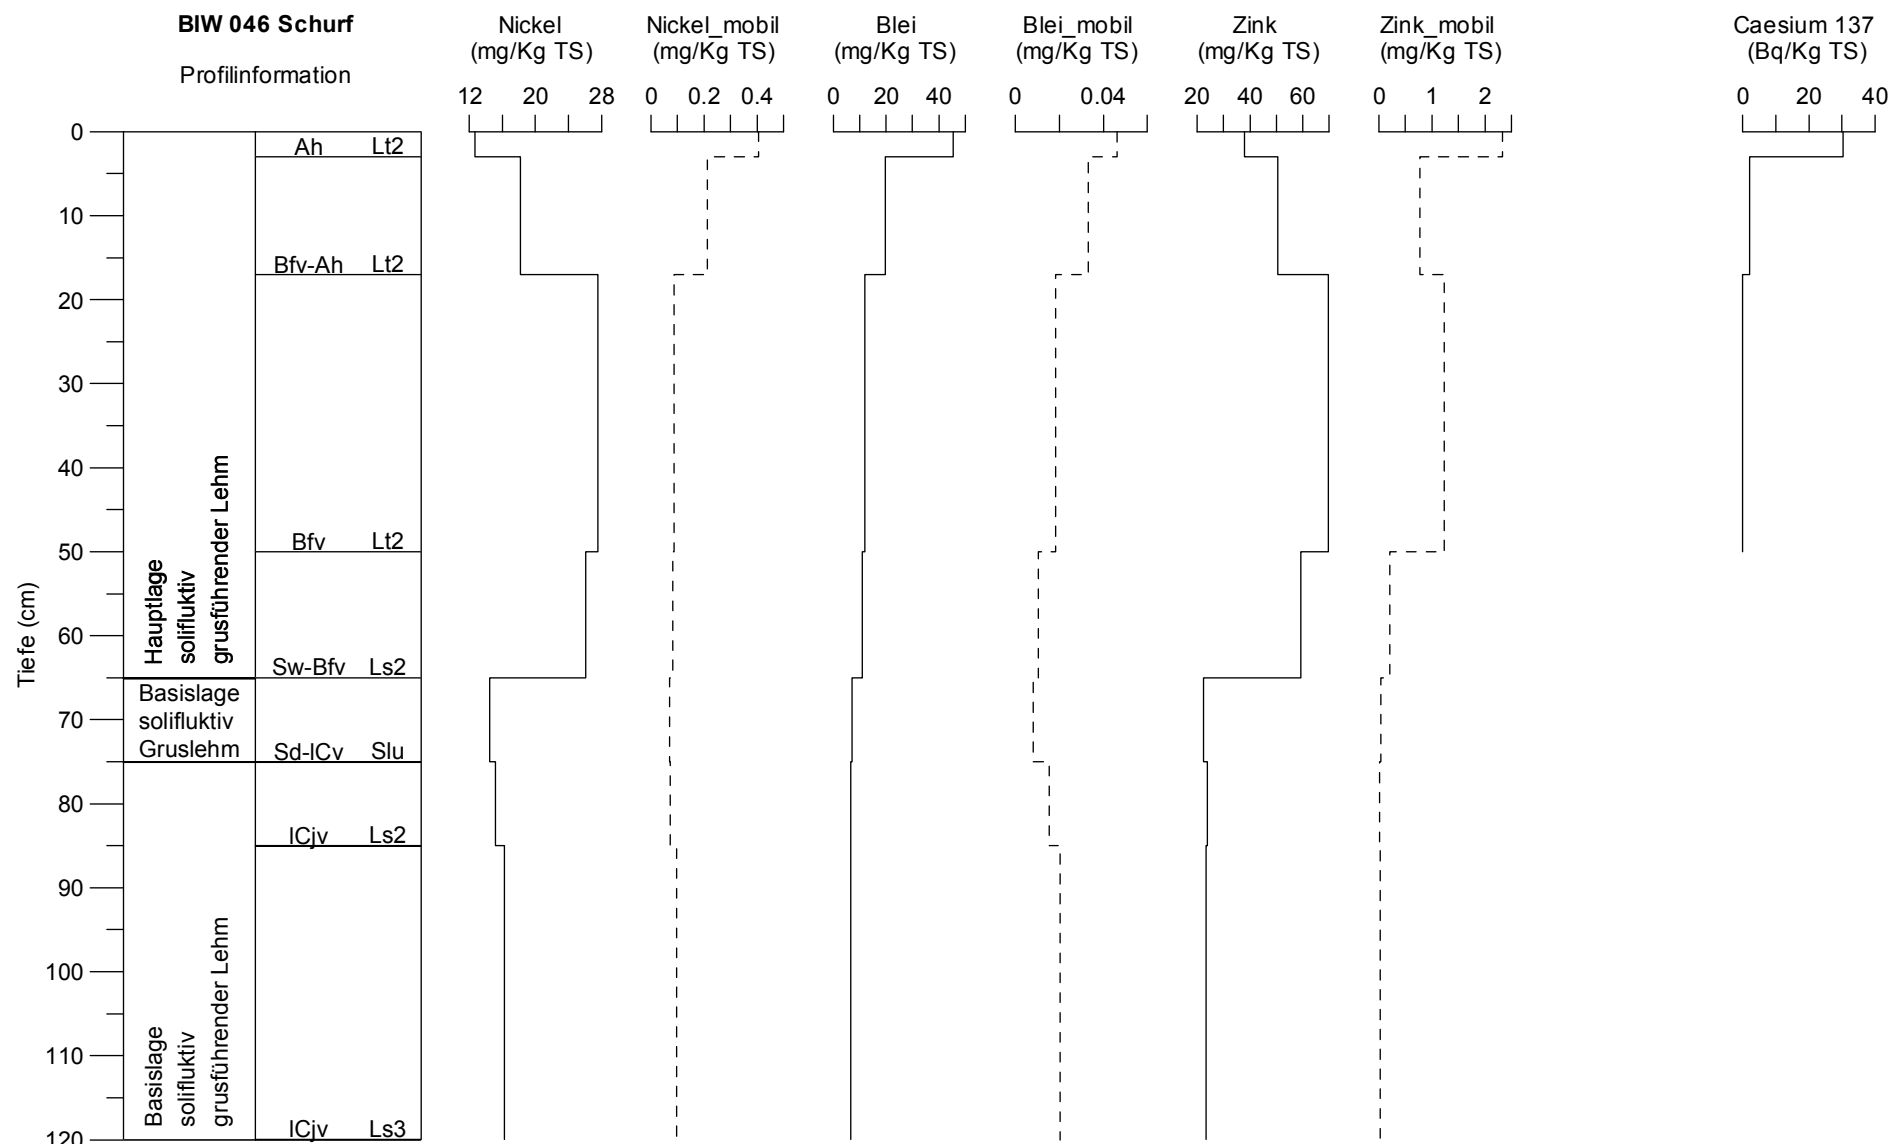 BIW 046 Schurf
Profilinformation
Nickel
(mg/Kg TS)
12 20 28
Nickel_mobil
(mg/Kg TS)
0 0.2 0.4
Blei
(mg/Kg TS)
0 20 40
Blei_mobil
(mg/Kg TS)
0 0.04
Zink
(mg/Kg TS)
20 40 60
Zink_mobil
(mg/Kg TS)
0 1 2
Caesium 137
(Bq/Kg TS)
0 20 40
Tiefe (cm)
0
10
20
30
40
50
60
70
80
90
100
110
120
Hauptlage
solifluktiv
grusführender Lehm
Basislage
solifluktiv
Gruslehm
Basislage
solifluktiv
grusführender Lehm
Ah Lt2
Bfv-Ah Lt2
Bfv Lt2
Sw-Bfv Ls2
Sd-lCv Slu
lCjv Ls2
lCjv Ls3